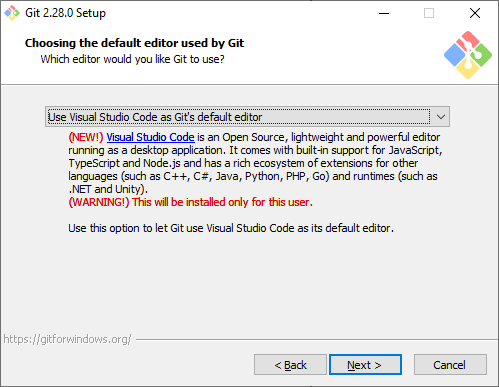 Git 2.28.0 Setup
Choosing the default editor used by Git
Which editor would you like Git to use?
Use Visual Studio Code as Git's default editor
(NEW!) Visual Studio Code is an Open Source, lightweight and powerful editor
running as a desktop application. It comes with built-in support for JavaScript,
TypeScript and Node.js and has a rich ecosystem of extensions for other
languages (such as C++, C#, Java, Python, PHP, Go) and runtimes (such as
.NET and Unity).
(WARNING!) This will be installed only for this user.
Use this option to let Git use Visual Studio Code as its default editor.
https://gitforwindows.org/
< Back
Next >
Cancel